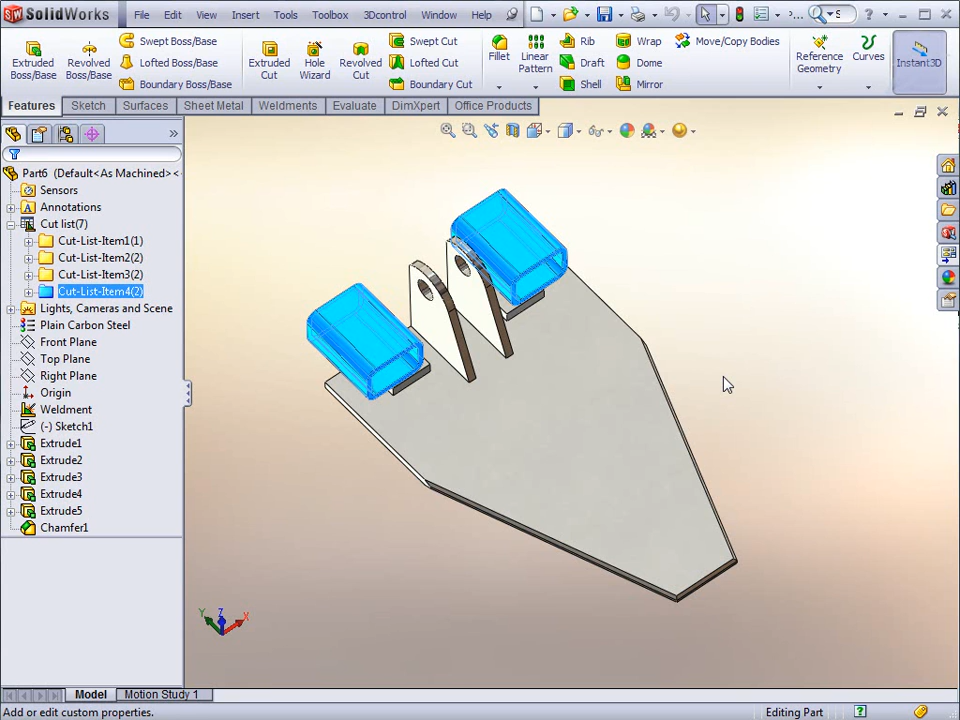 SolidWorks File Edit View Insert Tools Toolbox 3Dcontrol Window Help
Extruded Boss/Base
Revolved Boss/Base
Swept Boss/Base
Lofted Boss/Base
Boundary Boss/Base
Extruded Cut
Hole Wizard
Revolved Cut
Swept Cut
Lofted Cut
Boundary Cut
Fillet
Linear Pattern
Rib
Draft
Shell
Wrap
Dome
Mirror
Move/Copy Bodies
Reference Geometry
Curves
Instant3D
Features Sketch Surfaces Sheet Metal Weldments Evaluate DimXpert Office Products
Part6 (Default<As Machined><
Sensors
Annotations
Cut list(7)
Cut-List-Item1(1)
Cut-List-Item2(2)
Cut-List-Item3(2)
Cut-List-Item4(2)
Lights, Cameras and Scene
Plain Carbon Steel
Front Plane
Top Plane
Right Plane
Origin
Weldment
(-) Sketch1
Extrude1
Extrude2
Extrude3
Extrude4
Extrude5
Chamfer1
Y Z X
Model Motion Study 1
Add or edit custom properties. Editing Part